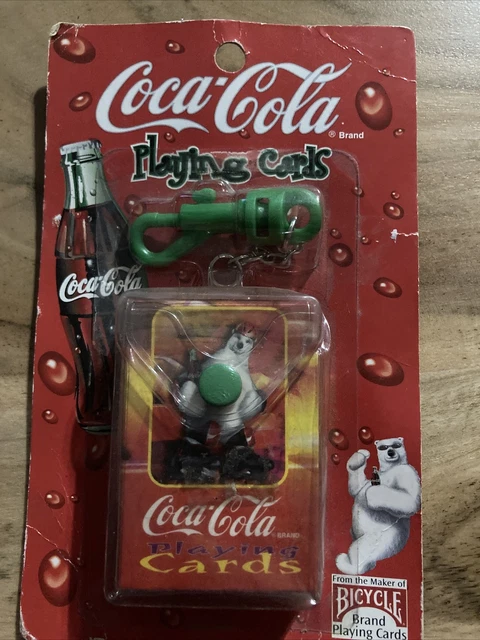 Coca-Cola
® Brand
Playing Cards
Coca-Cola
Coca-Cola
BRAND
Playing
Cards
From the Maker of
BICYCLE
Brand
Playing Cards